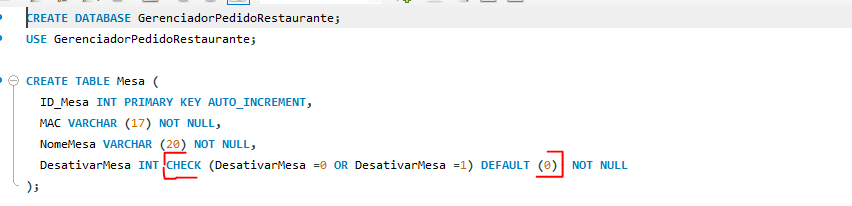 CREATE DATABASE GerenciadorPedidoRestaurante;
USE GerenciadorPedidoRestaurante;
CREATE TABLE Mesa (
ID_Mesa INT PRIMARY KEY AUTO_INCREMENT,
MAC VARCHAR (17) NOT NULL,
NomeMesa VARCHAR (20) NOT NULL,
DesativarMesa INT CHECK (DesativarMesa =0 OR DesativarMesa =1) DEFAULT (0) NOT NULL
);